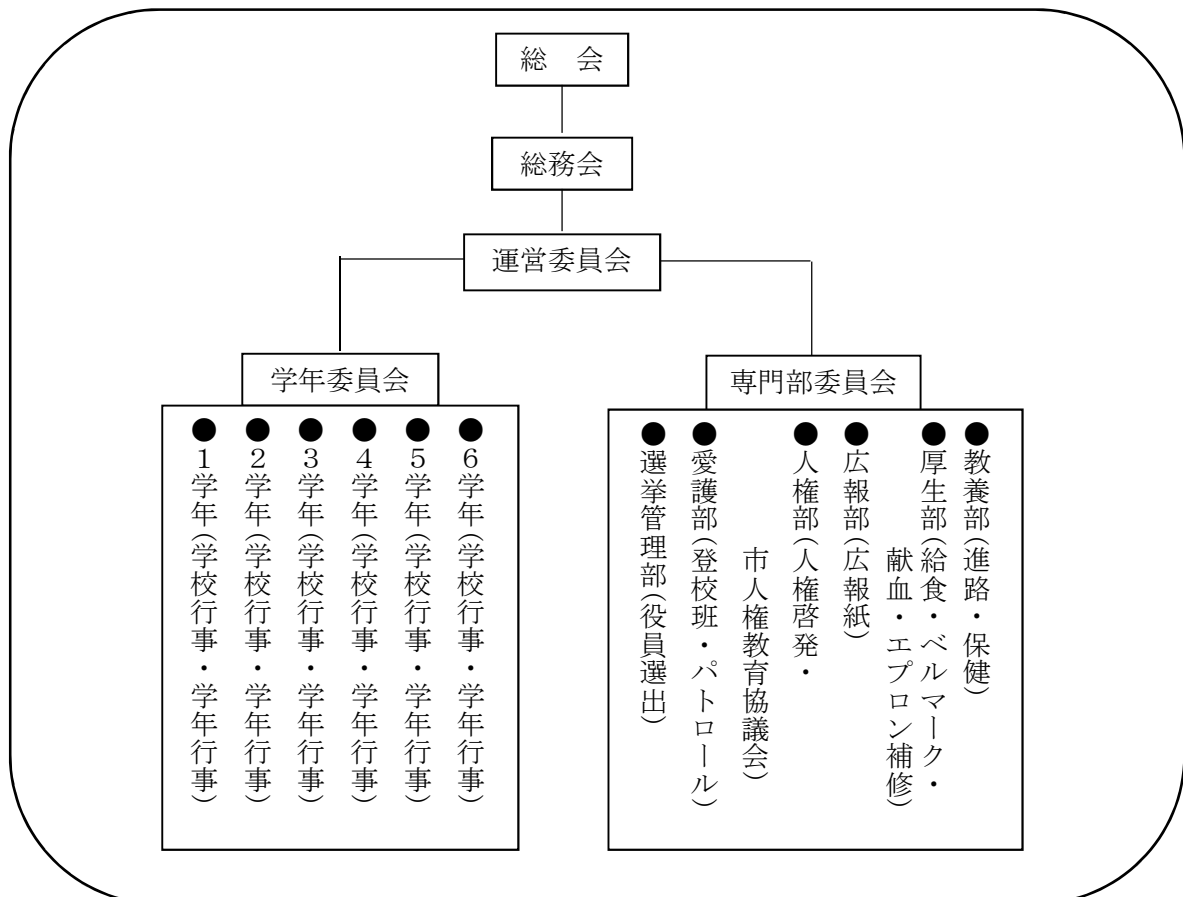 総　会
総務会
運営委員会
学年委員会
●６学年(学校行事・学年行事)
●５学年(学校行事・学年行事)
●４学年(学校行事・学年行事)
●３学年(学校行事・学年行事)
●２学年(学校行事・学年行事)
●１学年(学校行事・学年行事)
専門部委員会
●教養部(進路・保健)
●厚生部(給食・ベルマーク・
献血・エプロン補修)
●広報部(広報紙)
●人権部(人権啓発・
市人権教育協議会)
●愛護部(登校班・パトロール)
●選挙管理部(役員選出)